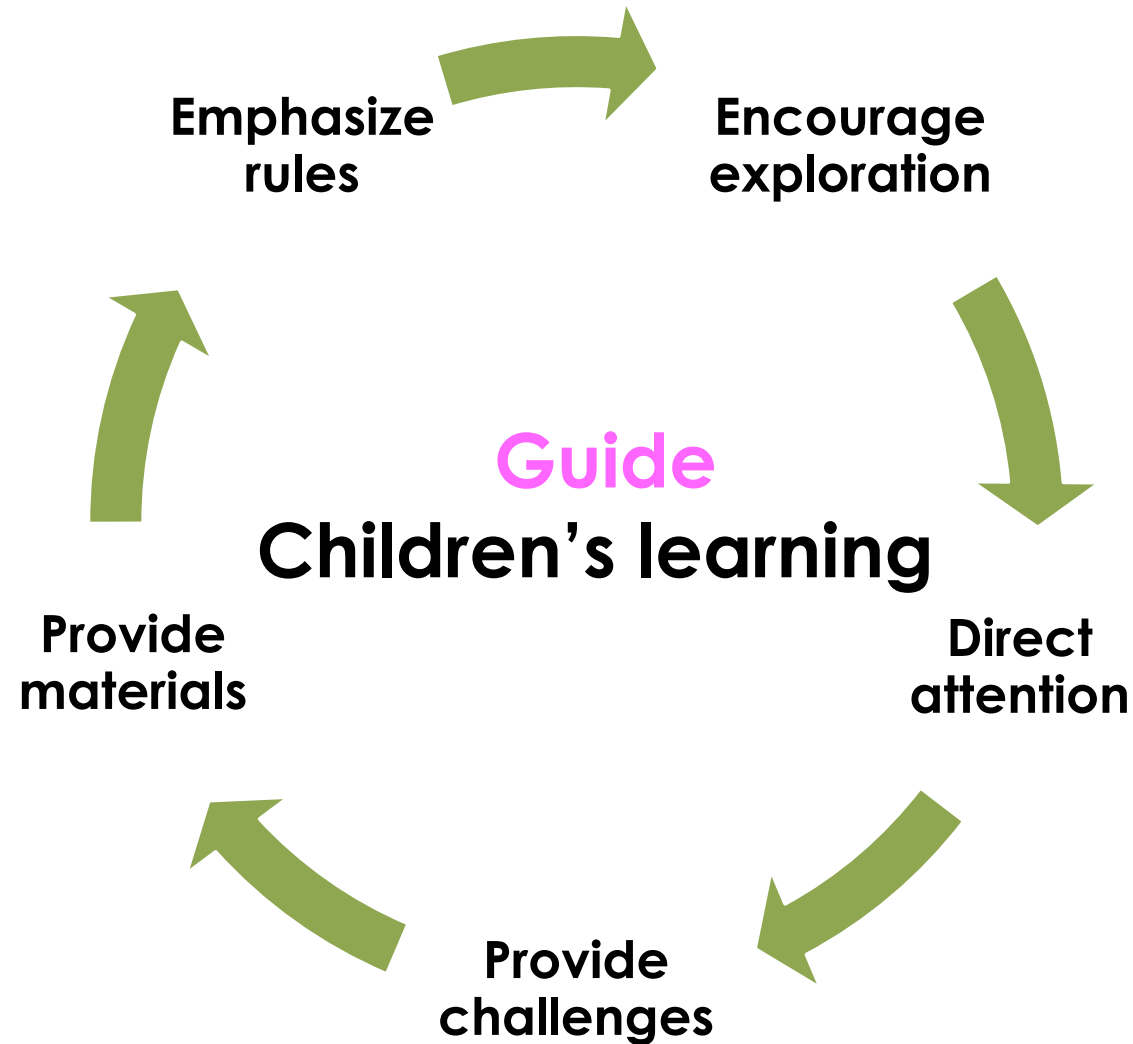 Emphasize
rules
Encourage
exploration
Guide
Children’s learning
Direct
attention
Provide
challenges
Provide
materials